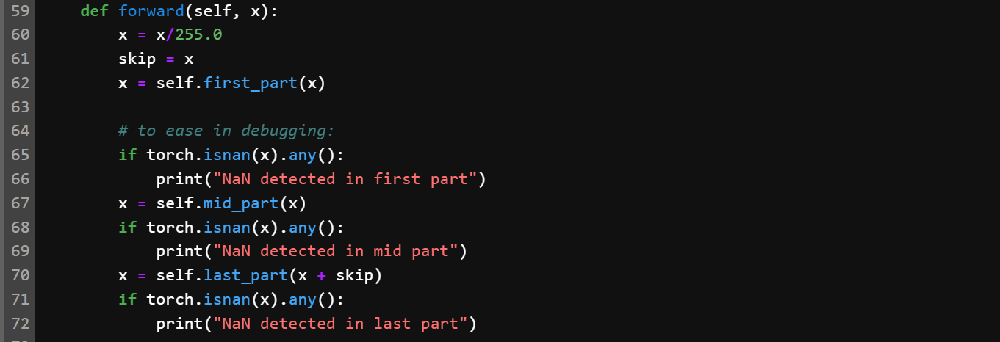 59 def forward(self, x):
60 x = x/255.0
61 skip = x
62 x = self.first_part(x)
63
64 # to ease in debugging:
65 if torch.isnan(x).any():
66 print("NaN detected in first part")
67 x = self.mid_part(x)
68 if torch.isnan(x).any():
69 print("NaN detected in mid part")
70 x = self.last_part(x + skip)
71 if torch.isnan(x).any():
72 print("NaN detected in last part")